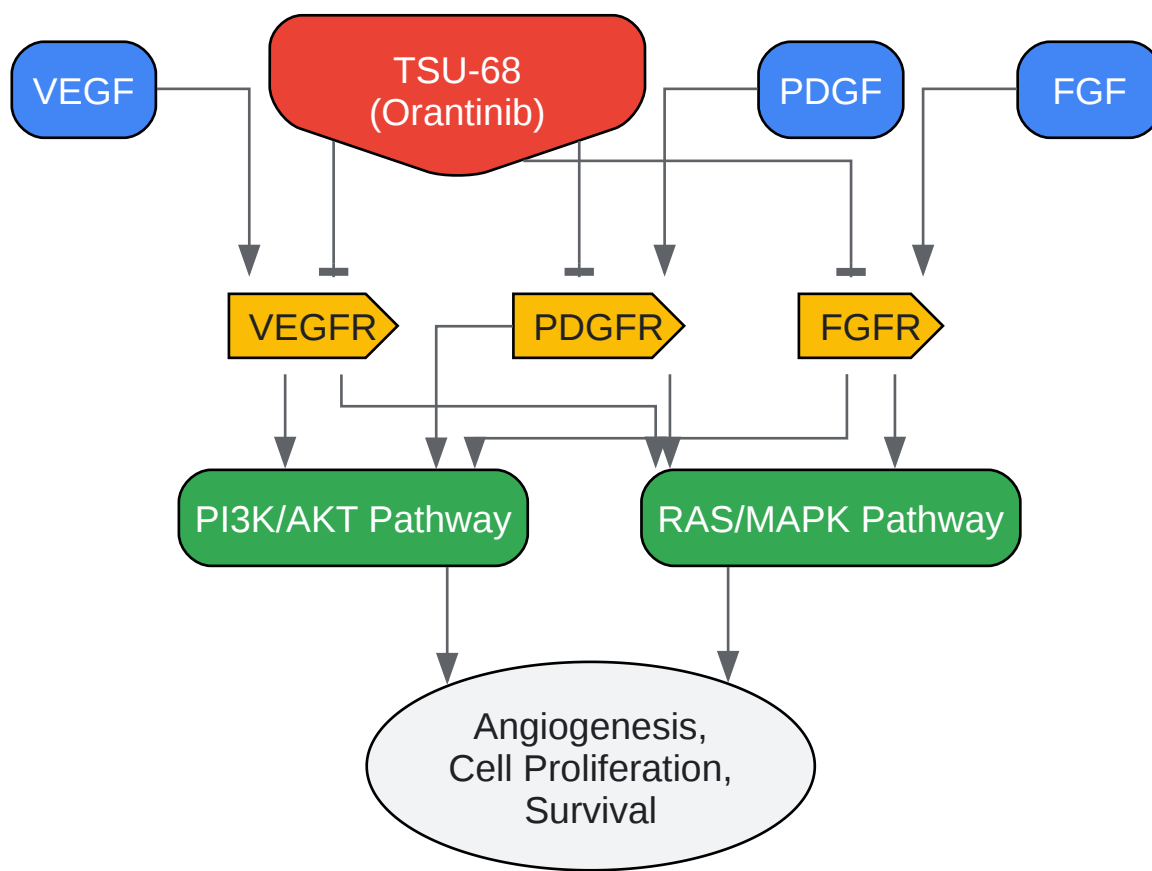 VEGF
TSU-68
(Orantinib)
PDGF
FGF
VEGFR
PDGFR
FGFR
PI3K/AKT Pathway
RAS/MAPK Pathway
Angiogenesis,
Cell Proliferation,
Survival